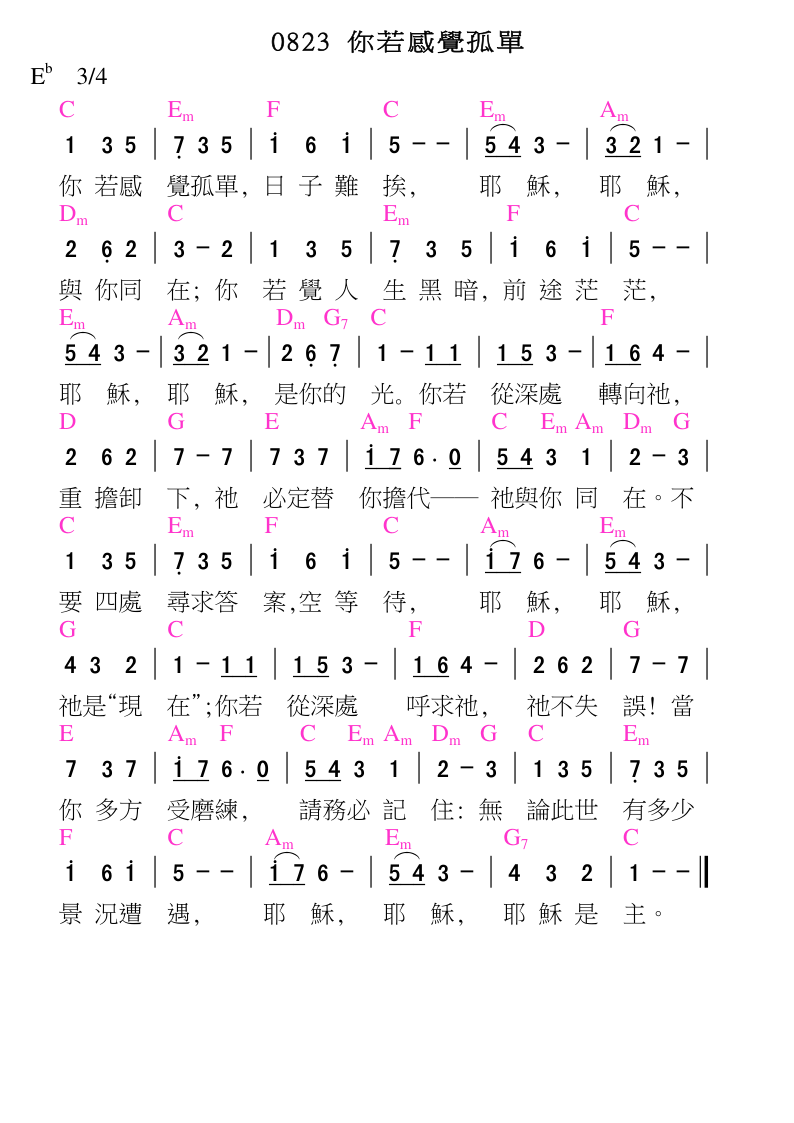 0823 你若感覺孤單
E♭ 3/4
C Em F C Em Am
1 3 5 | 7̣ 3 5 | 1̇ 6 1̇ | 5 - - | 5 4 3 - | 3 2 1 - |
你 若感 覺孤單, 日 子 難 挨, 耶 穌, 耶 穌,
Dm C Em F C
2 6̣ 2 | 3 - 2 | 1 3 5 | 7̣ 3 5 | 1̇ 6 1̇ | 5 - - |
與 你同 在; 你 若 覺 人 生 黑 暗, 前 途 茫 茫,
Em Am Dm G7 C F
5 4 3 - | 3 2 1 - | 2 6̣ 7̣ | 1 - 1 1 | 1 5 3 - | 1 6 4 - |
耶 穌, 耶 穌, 是你的 光。你若 從深處 轉向祂,
D G E Am F C Em Am Dm G
2 6 2 | 7 - 7 | 7 3 7 | 1̇ 7 6 · 0 | 5 4 3 1 | 2 - 3 |
重 擔卸 下, 祂 必定替 你擔代—— 祂與你 同 在。不
C Em F C Am Em
1 3 5 | 7̣ 3 5 | 1̇ 6 1̇ | 5 - - | 1̇ 7 6 - | 5 4 3 - |
要 四處 尋求答 案,空 等 待, 耶 穌, 耶 穌,
G C F D G
4 3 2 | 1 - 1 1 | 1 5 3 - | 1 6 4 - | 2 6 2 | 7 - 7 |
祂是“現 在”;你若 從深處 呼求祂, 祂不失 誤! 當
E Am F C Em Am Dm G C Em
7 3 7 | 1̇ 7 6 · 0 | 5 4 3 1 | 2 - 3 | 1 3 5 | 7̣ 3 5 |
你 多方 受磨練, 請務必 記 住: 無 論此世 有多少
F C Am Em G7 C
1̇ 6 1̇ | 5 - - | 1̇ 7 6 - | 5 4 3 - | 4 3 2 | 1 - - ‖
景 況遭 遇, 耶 穌, 耶 穌, 耶 穌 是 主。